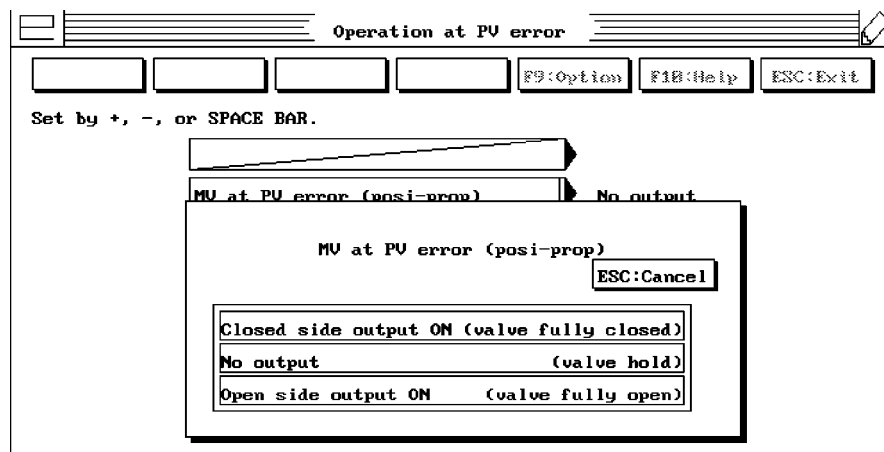 Operation at PV error
F9:Option F10:Help ESC:Exit
Set by +, -, or SPACE BAR.
MV at PV error (posi-prop) No output
MV at PV error (posi-prop)
ESC:Cancel
Closed side output ON (valve fully closed)
No output (valve hold)
Open side output ON (valve fully open)